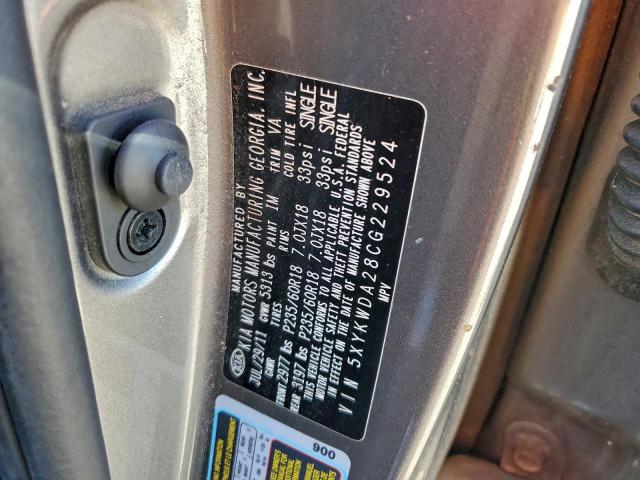 KIA
MANUFACTURED BY
KIA MOTORS MANUFACTURING GEORGIA, INC.
JUL/29/11 GVWR 5313 lbs PAINT IM TRIM VA
GAWR TIRES RIMS COLD TIRE INFL
2977 lbs P235/60R18 7.0JX18 33psi SINGLE
REAR 3197 lbs P235/60R18 7.0JX18 33psi SINGLE
THIS VEHICLE CONFORMS TO ALL APPLICABLE U.S.A. FEDERAL
MOTOR VEHICLE SAFETY AND THEFT PREVENTION STANDARDS
IN EFFECT ON THE DATE OF MANUFACTURE SHOWN ABOVE
VIN 5XYKWDA28CG229524
MPV
900